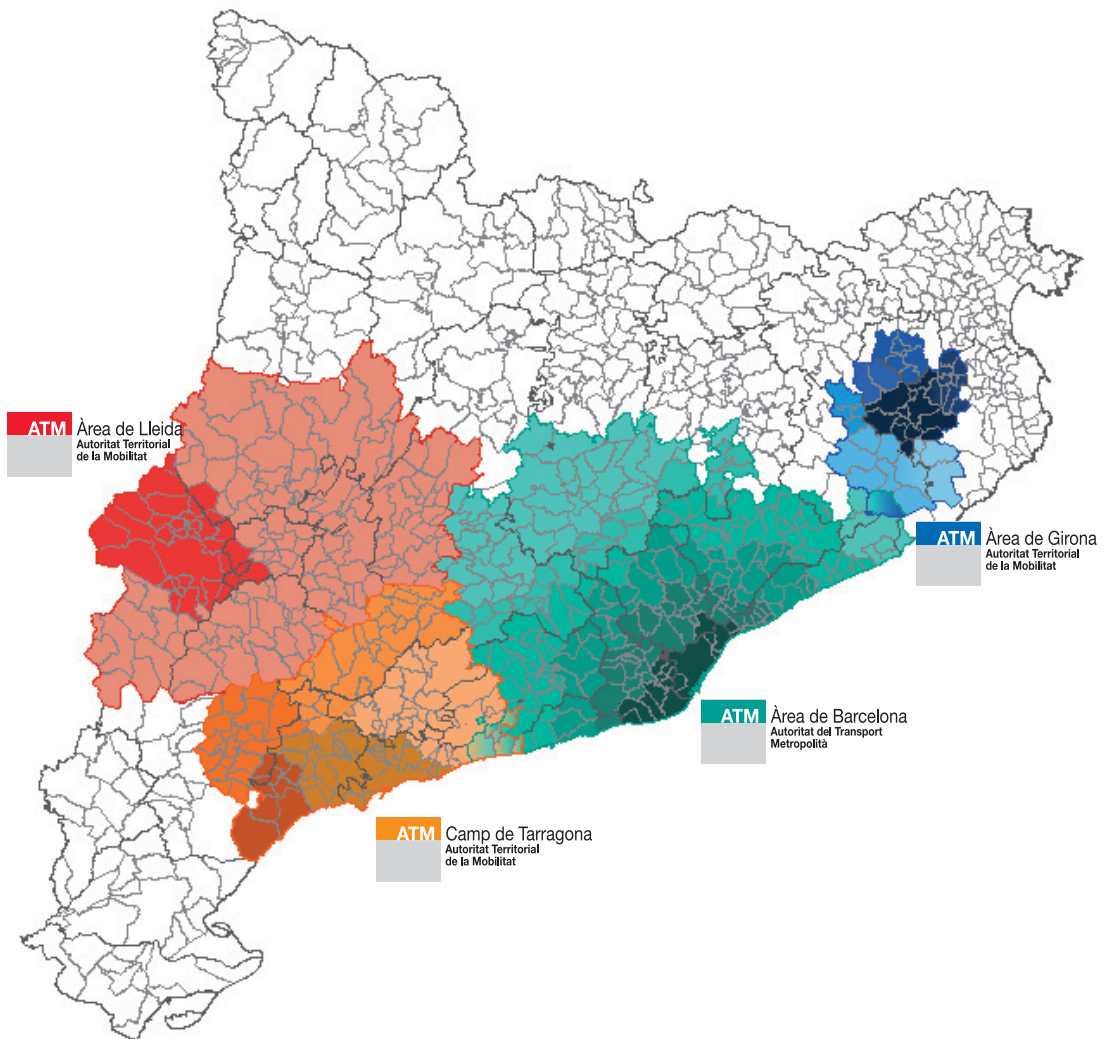 ATM Àrea de Lleida
Autoritat Territorial
de la Mobilitat
ATM Àrea de Girona
Autoritat Territorial
de la Mobilitat
ATM Àrea de Barcelona
Autoritat del Transport
Metropolità
ATM Camp de Tarragona
Autoritat Territorial
de la Mobilitat